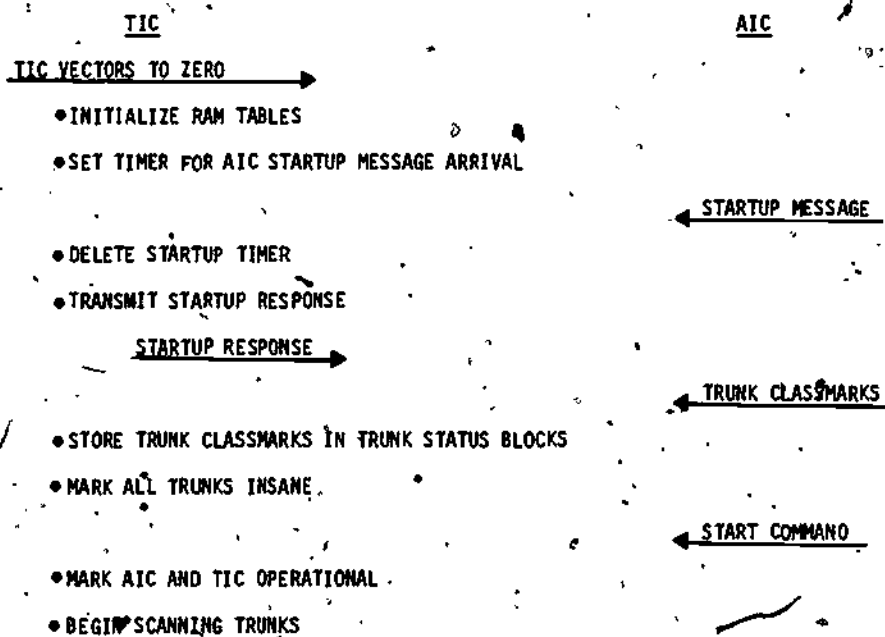 TIC AIC
TIC VECTORS TO ZERO
•INITIALIZE RAM TABLES
•SET TIMER FOR AIC STARTUP MESSAGE ARRIVAL
STARTUP MESSAGE
•DELETE STARTUP TIMER
•TRANSMIT STARTUP RESPONSE
STARTUP RESPONSE
TRUNK CLASSMARKS
•STORE TRUNK CLASSMARKS IN TRUNK STATUS BLOCKS
•MARK ALL TRUNKS INSANE
START COMMAND
•MARK AIC AND TIC OPERATIONAL
•BEGIN SCANNING TRUNKS